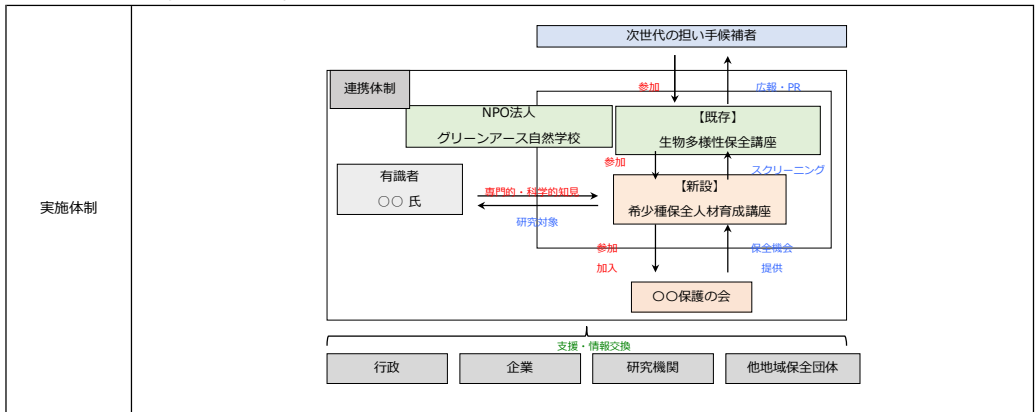 実施体制
次世代の担い手候補者
連携体制
参加
広報・PR
NPO法人
グリーンアース自然学校
【既存】
生物多様性保全講座
参加
スクリーニング
有識者
〇〇 氏
専門的・科学的知見
研究対象
【新設】
希少種保全人材育成講座
参加
加入
保全機会
提供
〇〇保護の会
支援・情報交換
行政
企業
研究機関
他地域保全団体